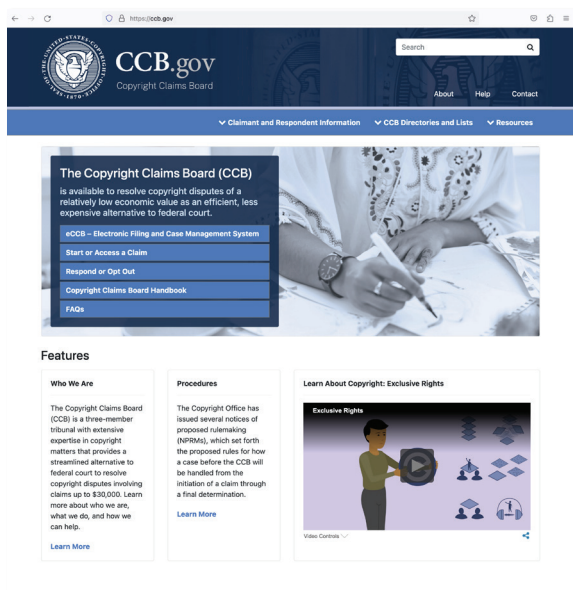 https://ccb.gov
THE·UNITED·STATES·COPYRIGHT·OFFICE
·1870·
CCB.gov
Copyright Claims Board
Search
About Help Contact
Claimant and Respondent Information CCB Directories and Lists Resources
The Copyright Claims Board (CCB)
is available to resolve copyright disputes of a
relatively low economic value as an efficient, less
expensive alternative to federal court.
eCCB – Electronic Filing and Case Management System
Start or Access a Claim
Respond or Opt Out
Copyright Claims Board Handbook
FAQs
Features
Who We Are
The Copyright Claims Board
(CCB) is a three-member
tribunal with extensive
expertise in copyright
matters that provides a
streamlined alternative to
federal court to resolve
copyright disputes involving
claims up to $30,000. Learn
more about who we are,
what we do, and how we
can help.
Learn More
Procedures
The Copyright Office has
issued several notices of
proposed rulemaking
(NPRMs), which set forth
the proposed rules for how
a case before the CCB will
be handled from the
initiation of a claim through
a final determination.
Learn More
Learn About Copyright: Exclusive Rights
Exclusive Rights
Video Controls